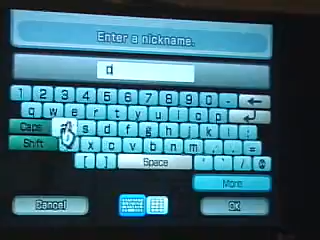 Enter a nickname.
a
1 2 3 4 5 6 7 8 9 0 -
q w e r t y u i o p
Caps s d f g h j k l ;
Shift x c v b n m , . =
[ ] Space ' ` /
More
Cancel OK